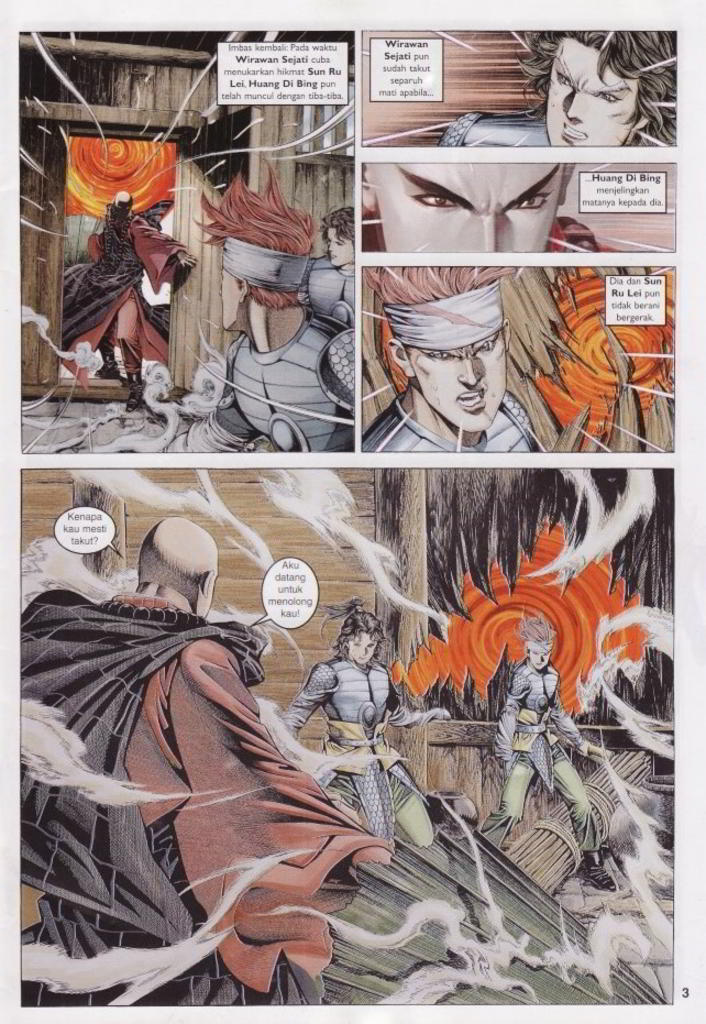 Imbas kembali: Pada waktu
Wirawan Sejati cuba
menukarkan hikmat Sun Ru
Lei, Huang Di Bing pun
telah muncul dengan tiba-tiba.
Wirawan
Sejati pun
sudah takut
separuh
mati apabila...
...Huang Di Bing
menjelingkan
matanya kepada dia.
Dia dan Sun
Ru Lei pun
tidak
bergerak.
Kenapa
kau mesti
takut?
Aku
datang
untuk
menolong
kau!
3